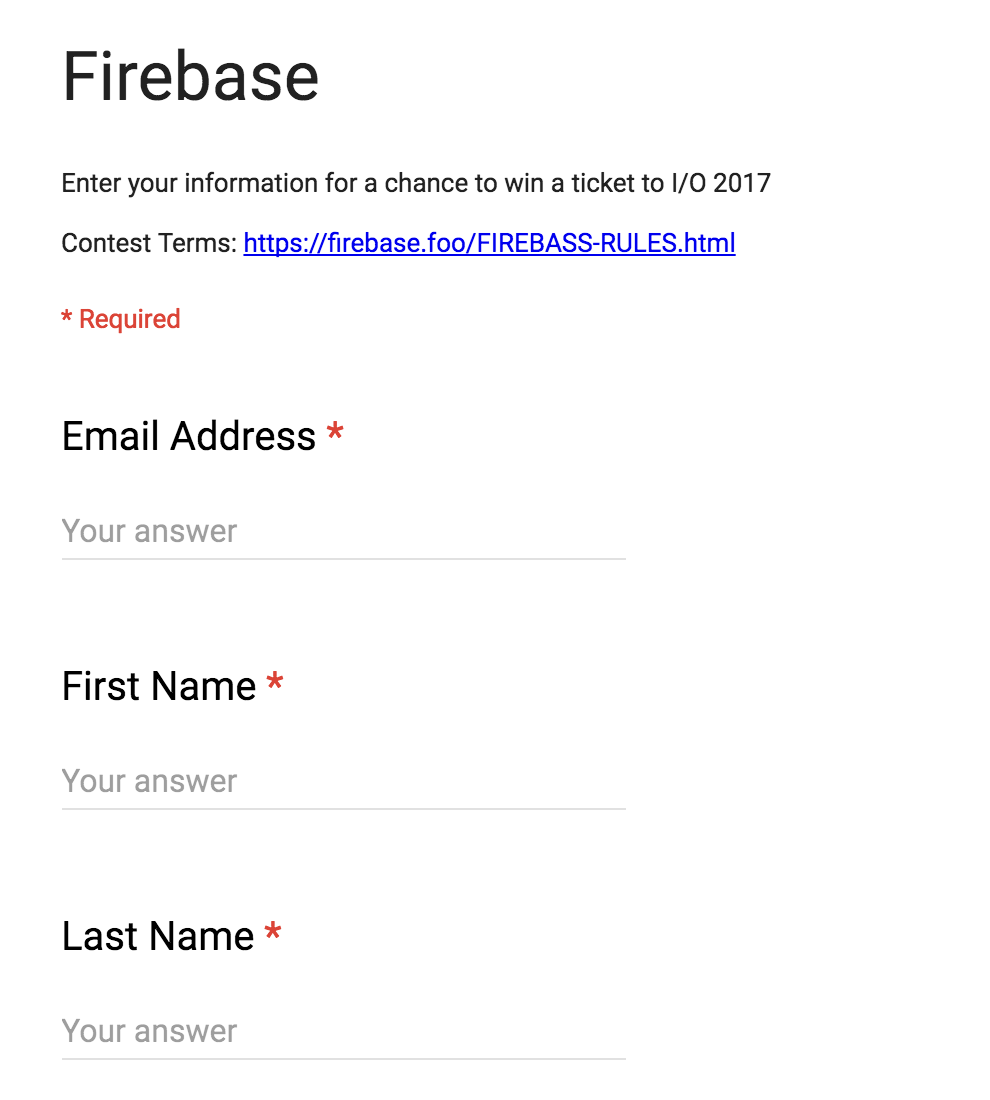 Firebase
Enter your information for a chance to win a ticket to I/O 2017
Contest Terms: https://firebase.foo/FIREBASS-RULES.html
* Required
Email Address *
Your answer
First Name *
Your answer
Last Name *
Your answer